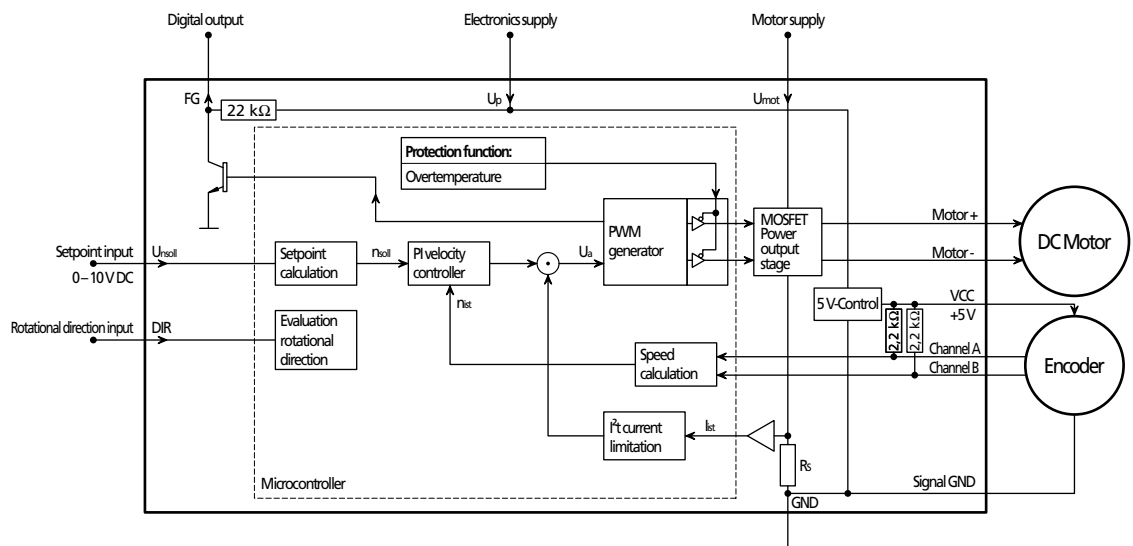 Digital output
Electronics supply
Motor supply
FG
22 kΩ
Up
Umot
Protection function:
Overtemperature
PWM
generator
MOSFET
Power
output
stage
Motor +
Motor -
DC Motor
Setpoint input
0 – 10 V DC
Unsoll
Setpoint
calculation
nsoll
PI velocity
controller
Ua
nist
5 V-Control
VCC
+5 V
2,2 kΩ
2,2 kΩ
Rotational direction input
DIR
Evaluation
rotational
direction
Speed
calculation
Channel A
Channel B
Encoder
I²t current
limitation
Iist
RS
Microcontroller
GND
Signal GND